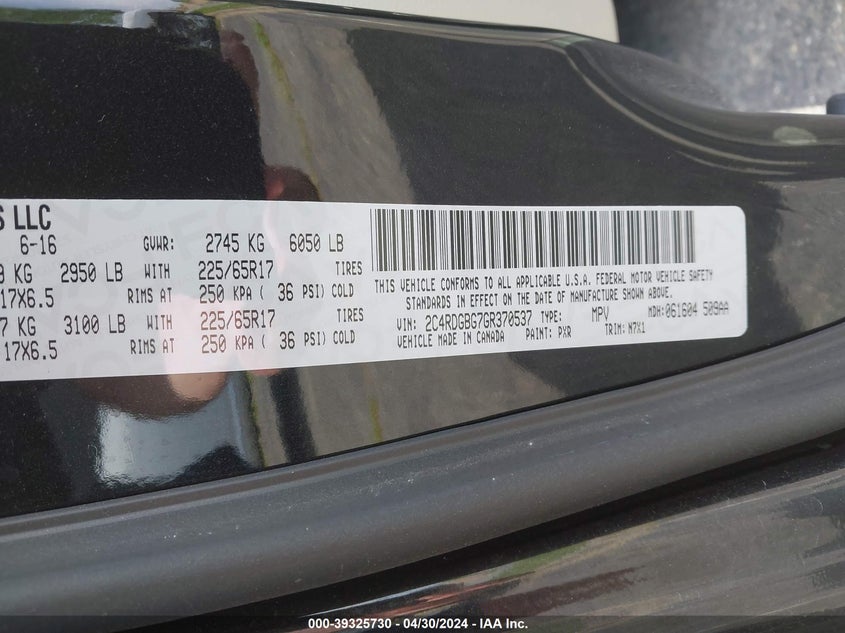 S LLC
6-16 GVWR: 2745 KG 6050 LB
KG 2950 LB WITH 225/65R17 TIRES
17X6.5 RIMS AT 250 KPA ( 36 PSI) COLD
7 KG 3100 LB WITH 225/65R17 TIRES
17X6.5 RIMS AT 250 KPA ( 36 PSI) COLD
THIS VEHICLE CONFORMS TO ALL APPLICABLE U.S.A. FEDERAL MOTOR VEHICLE SAFETY
STANDARDS IN EFFECT ON THE DATE OF MANUFACTURE SHOWN ABOVE.
VIN: 2C4RDGBG7GR370537 TYPE: MPV MDH:061604 509AA
VEHICLE MADE IN CANADA PAINT: PXR TRIM: N7X1
000-39325730 - 04/30/2024 - IAA Inc.